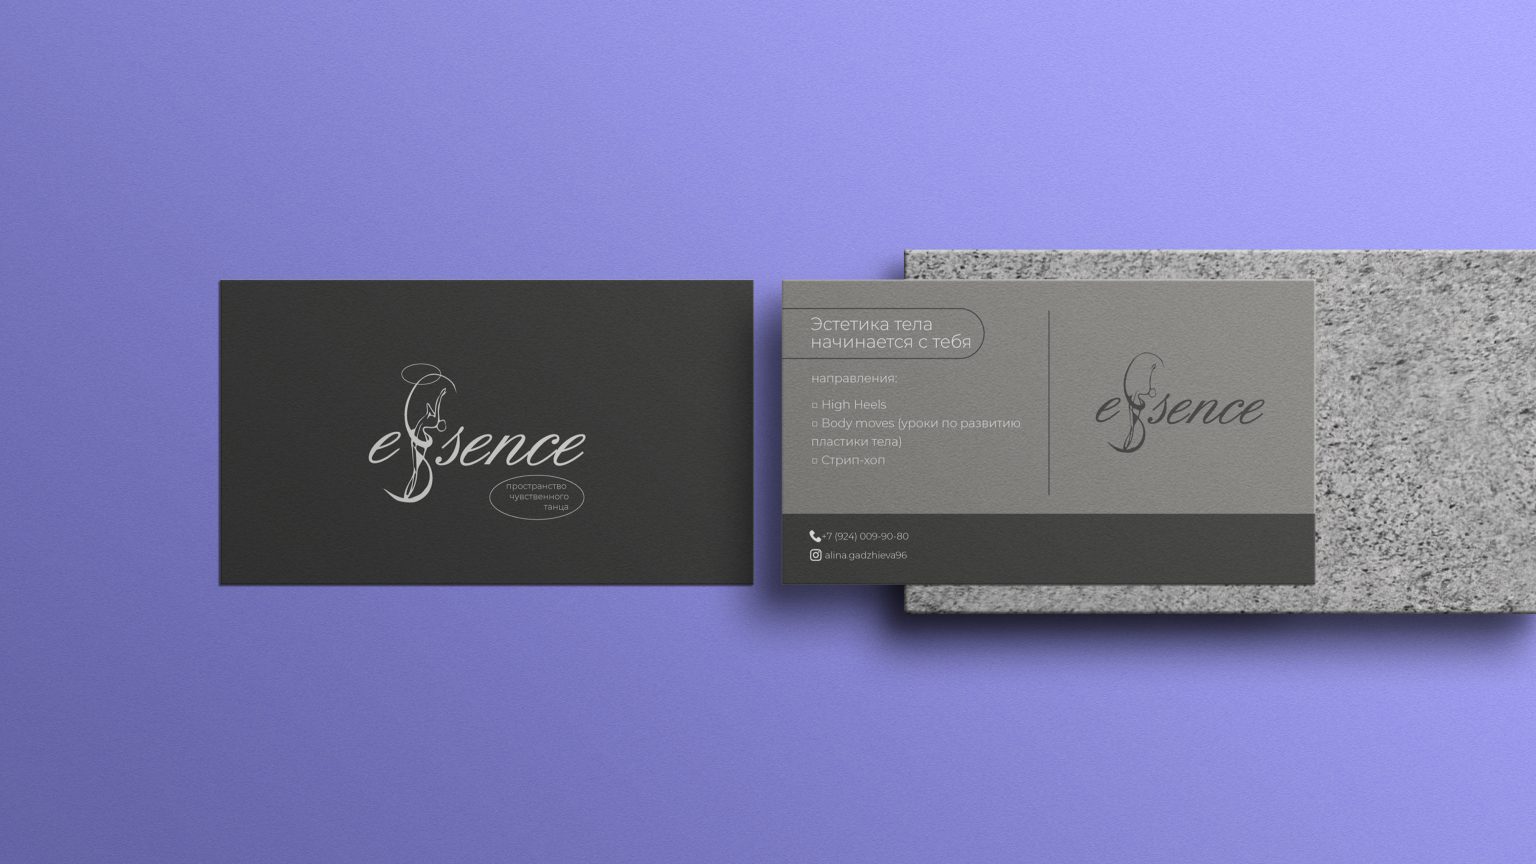 essence
пространство
чувственного
танца
Эстетика тела
начинается с тебя
направления:
▫ High Heels
▫ Body moves (уроки по развитию
пластики тела)
▫ Стрип-хоп
essence
+7 (924) 009-90-80
alina.gadzhieva96